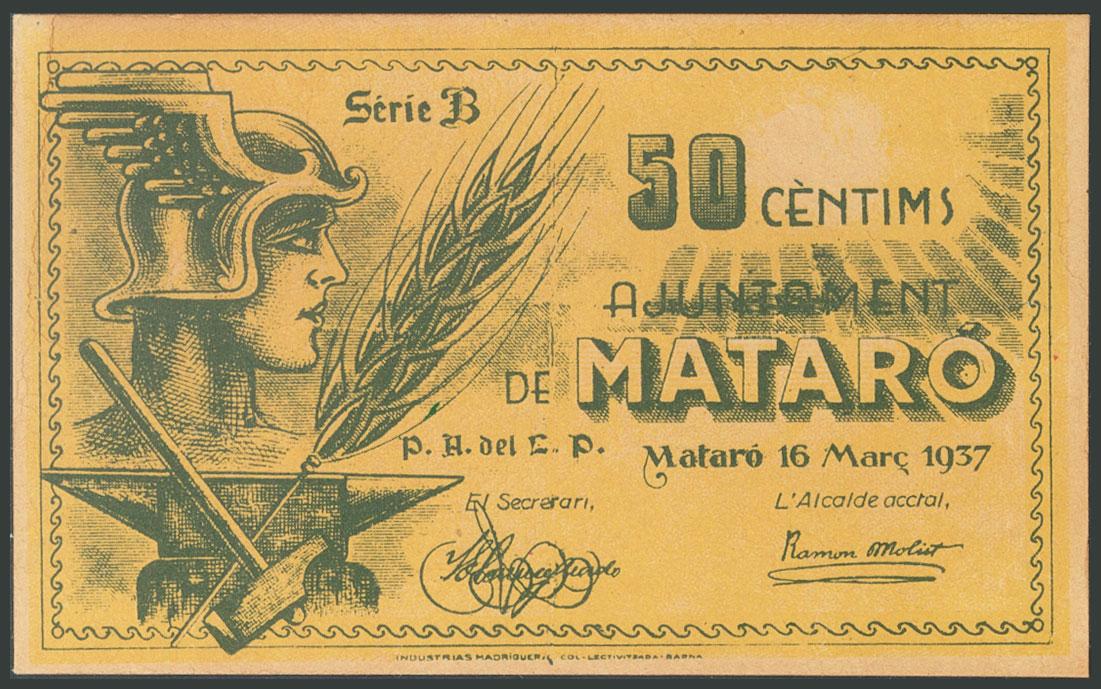 Série B
50 CÈNTIMS
AJUNTAMENT
DE MATARÓ
P. A. del C. P.
Mataró 16 Març 1937
El Secretari,
L'Alcalde acctal,
Ramon Molist
INDUSTRIAS MADRIGUERA COL·LECTIVITZADA - BARNA